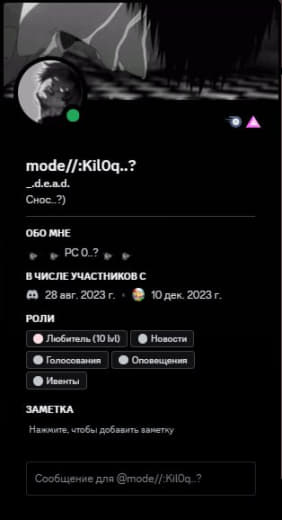 mode//:Kil0q..?
_.d.e.a.d.
Снос..?)
ОБО МНЕ
PC 0..?
В ЧИСЛЕ УЧАСТНИКОВ С
28 авг. 2023 г. · 10 дек. 2023 г.
РОЛИ
Любитель (10 lvl) Новости
Голосования Оповещения
Ивенты
ЗАМЕТКА
Нажмите, чтобы добавить заметку
Сообщение для @mode//:Kil0q..?